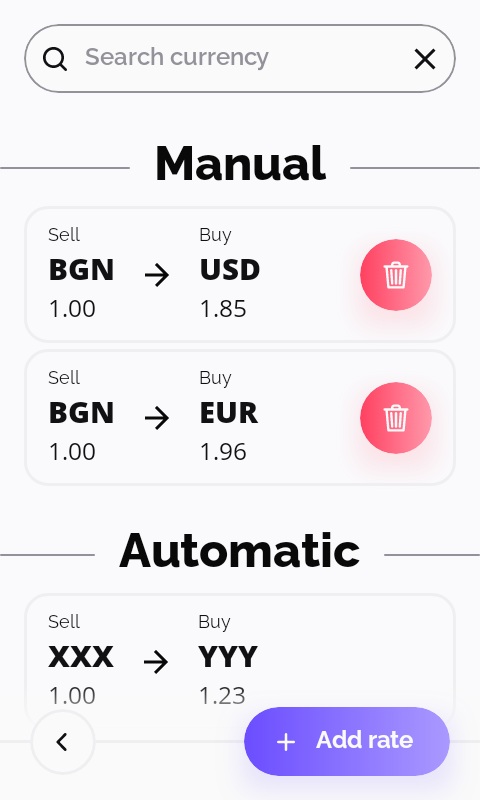 Search currency
Manual
Sell Buy
BGN USD
1.00 1.85
Sell Buy
BGN EUR
1.00 1.96
Automatic
Sell Buy
XXX YYY
1.00 1.23
Add rate